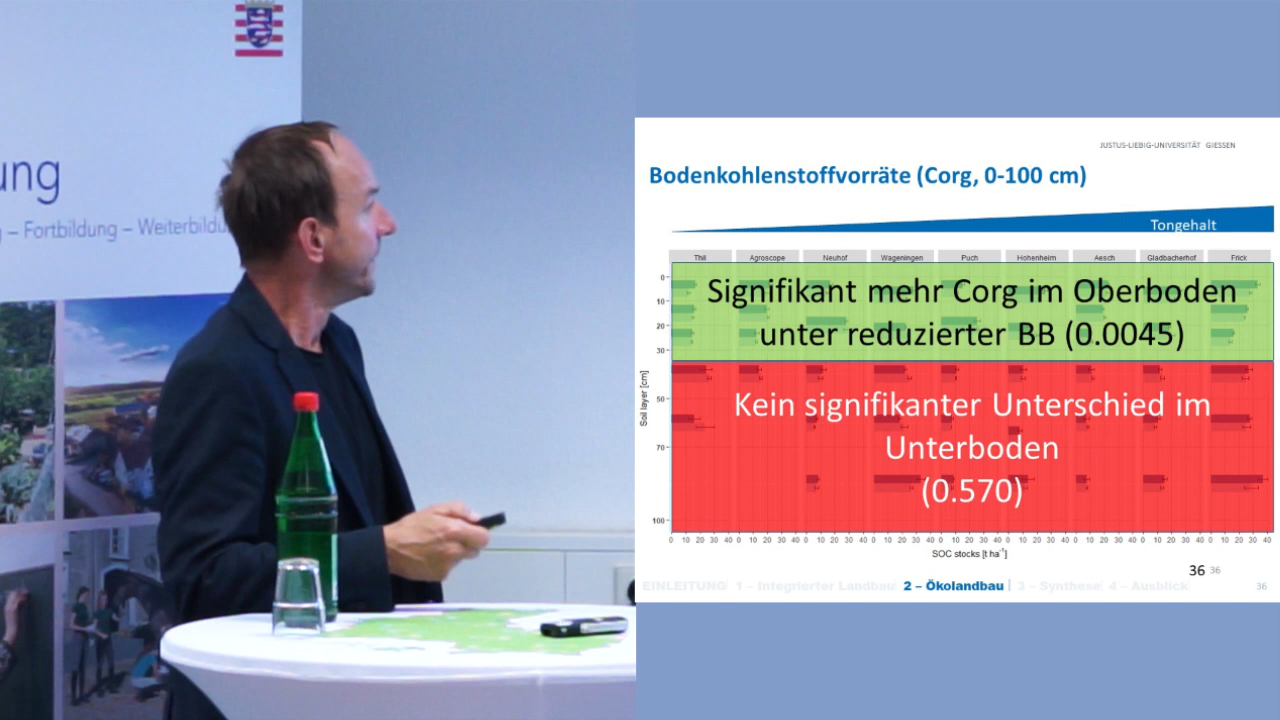 ung
– Fortbildung – Weiterbildu
JUSTUS-LIEBIG-UNIVERSITÄT GIESSEN
Bodenkohlenstoffvorräte (Corg, 0-100 cm)
Tongehalt
Thil Agroscope Neuhof Wageningen Puch Hohenheim Aesch Gladbacherhof Frick
Signifikant mehr Corg im Oberboden
unter reduzierter BB (0.0045)
Kein signifikanter Unterschied im
Unterboden
(0.570)
Soil layer [cm]
0
10
20
30
50
70
100
0 10 20 30 40 0 10 20 30 40 0 10 20 30 40 0 10 20 30 40 0 10 20 30 40 0 10 20 30 40 0 10 20 30 40 0 10 20 30 40 0 10 20 30 40
SOC stocks [t ha⁻¹]
36 36
EINLEITUNG 1 – Integrierter Landbau 2 – Ökolandbau 3 – Synthese 4 – Ausblick 36